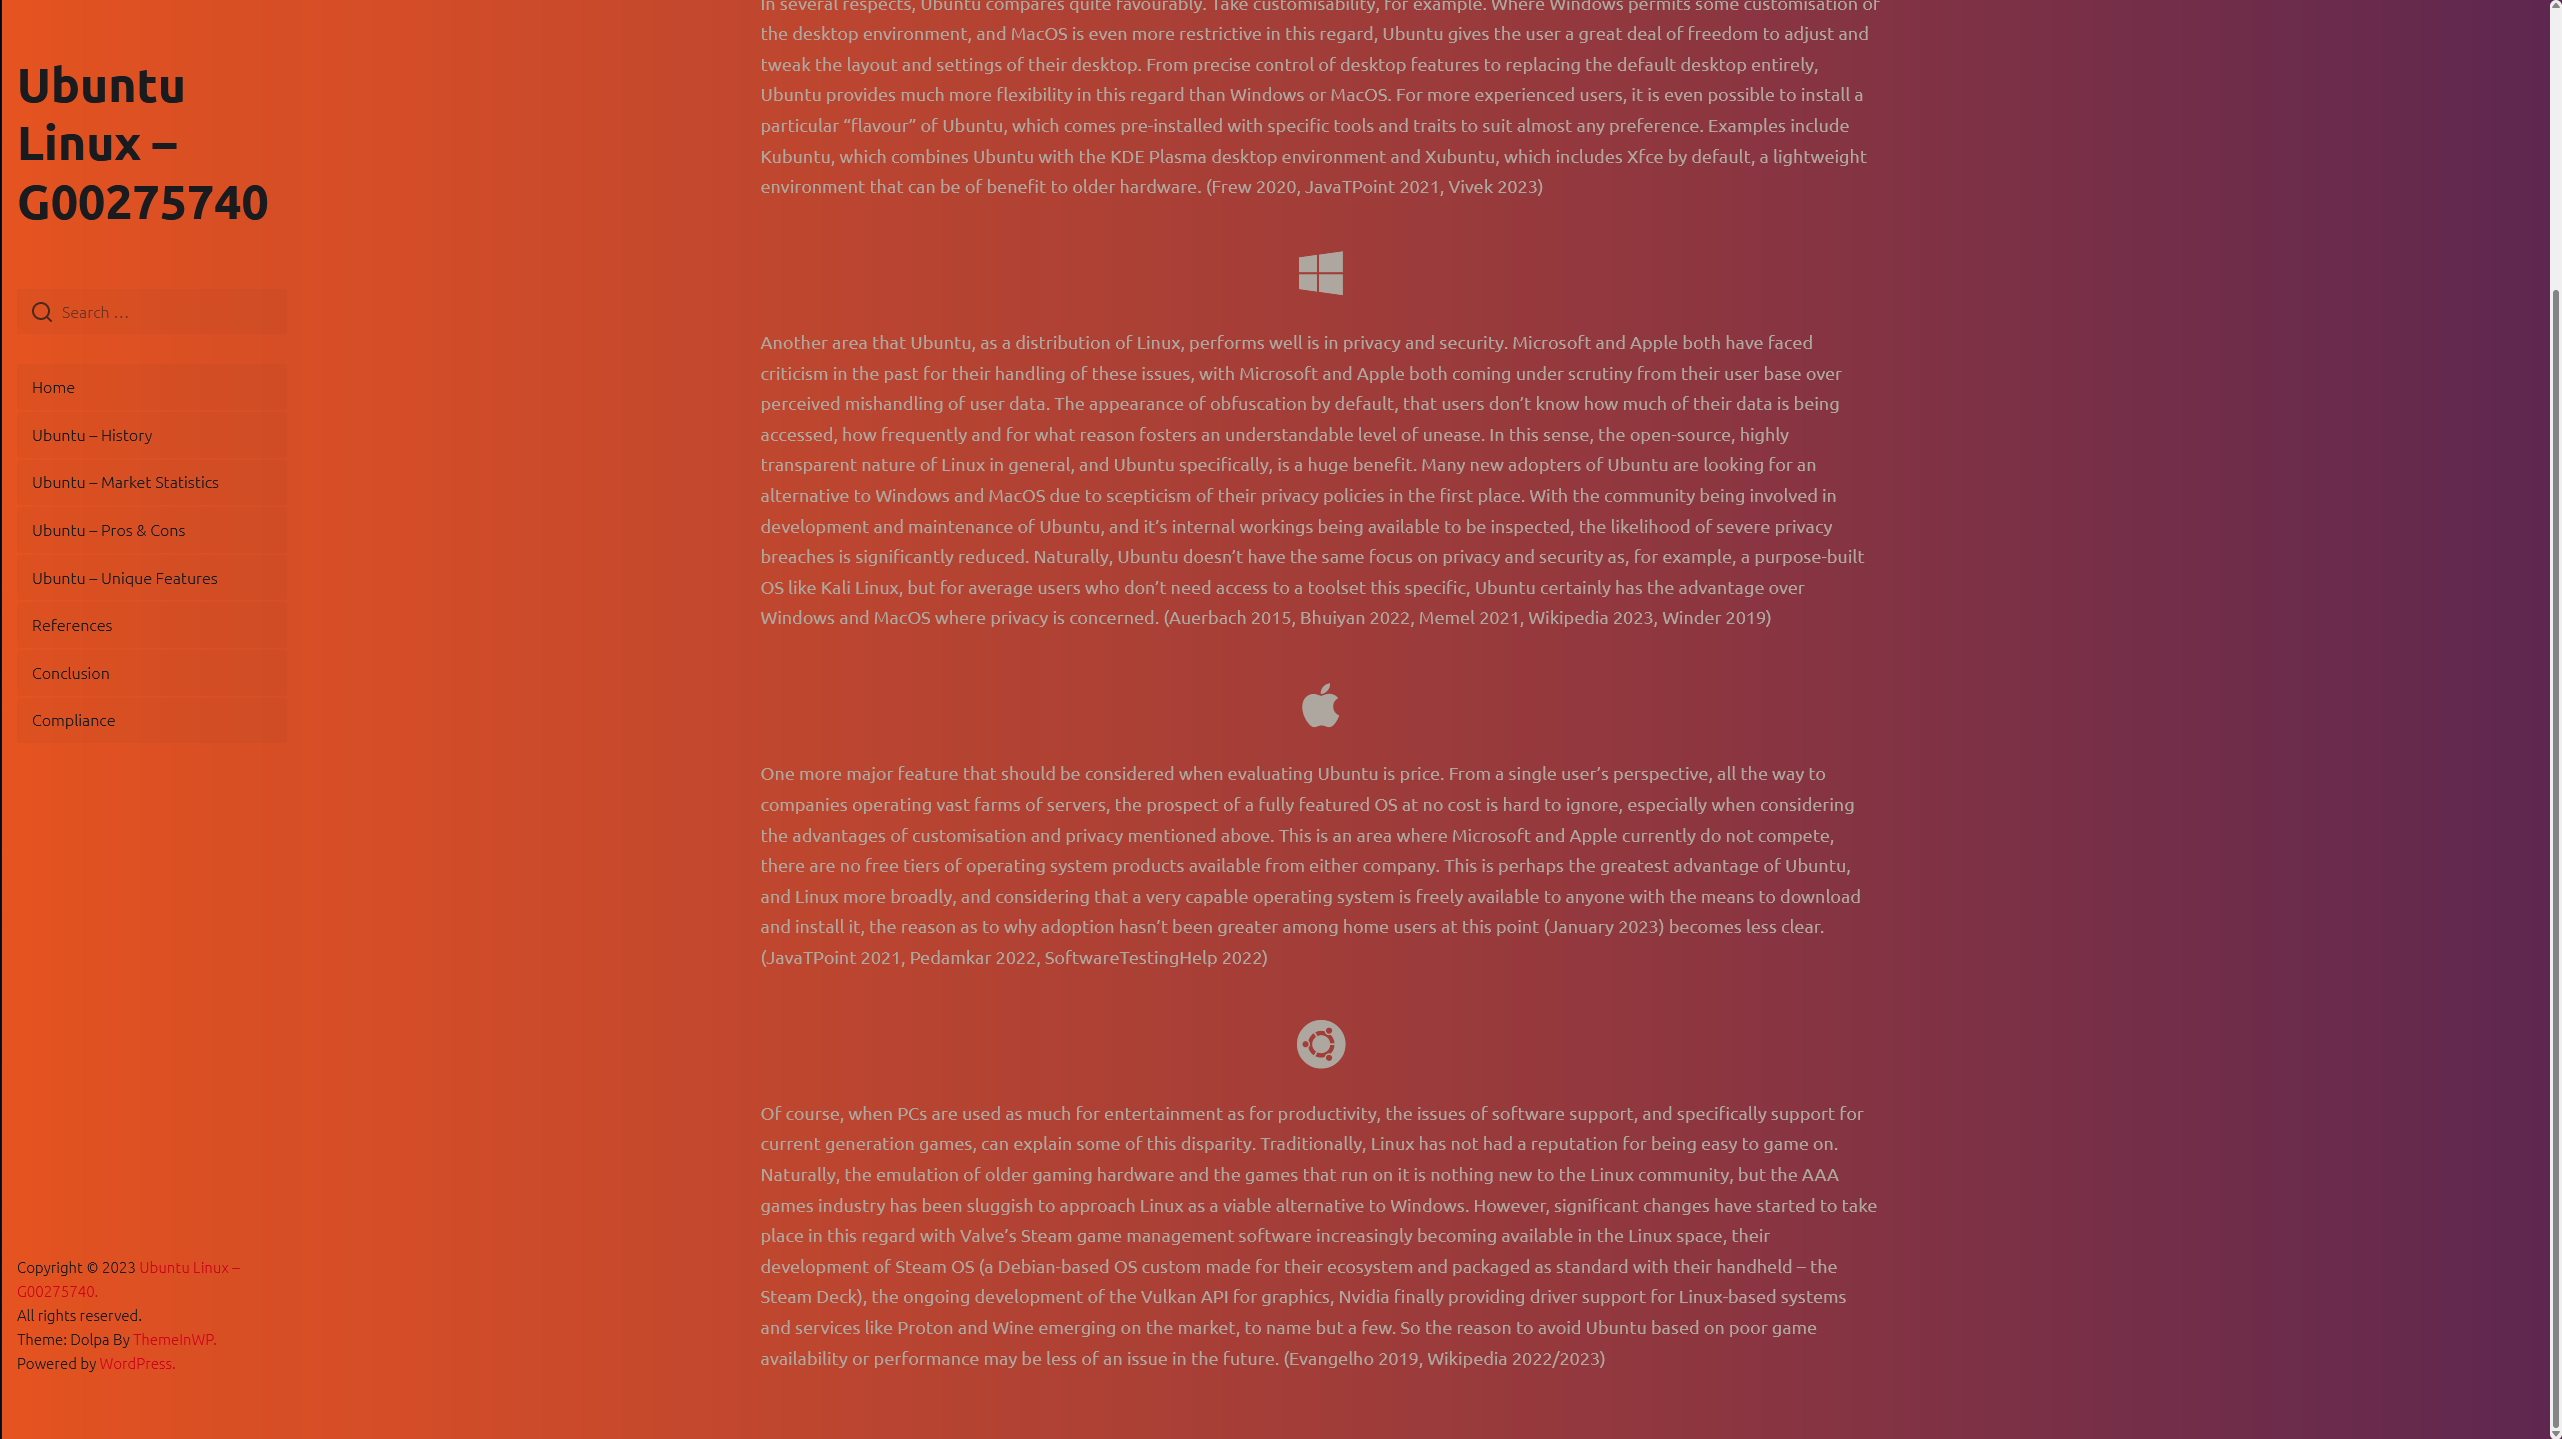 Ubuntu
Linux –
G00275740
Search …
Home
Ubuntu – History
Ubuntu – Market Statistics
Ubuntu – Pros & Cons
Ubuntu – Unique Features
References
Conclusion
Compliance
Copyright © 2023 Ubuntu Linux –
G00275740.
All rights reserved.
Theme: Dolpa By ThemeInWP.
Powered by WordPress.
In several respects, Ubuntu compares quite favourably. Take customisability, for example. Where Windows permits some customisation of
the desktop environment, and MacOS is even more restrictive in this regard, Ubuntu gives the user a great deal of freedom to adjust and
tweak the layout and settings of their desktop. From precise control of desktop features to replacing the default desktop entirely,
Ubuntu provides much more flexibility in this regard than Windows or MacOS. For more experienced users, it is even possible to install a
particular “flavour” of Ubuntu, which comes pre-installed with specific tools and traits to suit almost any preference. Examples include
Kubuntu, which combines Ubuntu with the KDE Plasma desktop environment and Xubuntu, which includes Xfce by default, a lightweight
environment that can be of benefit to older hardware. (Frew 2020, JavaTPoint 2021, Vivek 2023)
Another area that Ubuntu, as a distribution of Linux, performs well is in privacy and security. Microsoft and Apple both have faced
criticism in the past for their handling of these issues, with Microsoft and Apple both coming under scrutiny from their user base over
perceived mishandling of user data. The appearance of obfuscation by default, that users don’t know how much of their data is being
accessed, how frequently and for what reason fosters an understandable level of unease. In this sense, the open-source, highly
transparent nature of Linux in general, and Ubuntu specifically, is a huge benefit. Many new adopters of Ubuntu are looking for an
alternative to Windows and MacOS due to scepticism of their privacy policies in the first place. With the community being involved in
development and maintenance of Ubuntu, and it’s internal workings being available to be inspected, the likelihood of severe privacy
breaches is significantly reduced. Naturally, Ubuntu doesn’t have the same focus on privacy and security as, for example, a purpose-built
OS like Kali Linux, but for average users who don’t need access to a toolset this specific, Ubuntu certainly has the advantage over
Windows and MacOS where privacy is concerned. (Auerbach 2015, Bhuiyan 2022, Memel 2021, Wikipedia 2023, Winder 2019)
One more major feature that should be considered when evaluating Ubuntu is price. From a single user’s perspective, all the way to
companies operating vast farms of servers, the prospect of a fully featured OS at no cost is hard to ignore, especially when considering
the advantages of customisation and privacy mentioned above. This is an area where Microsoft and Apple currently do not compete,
there are no free tiers of operating system products available from either company. This is perhaps the greatest advantage of Ubuntu,
and Linux more broadly, and considering that a very capable operating system is freely available to anyone with the means to download
and install it, the reason as to why adoption hasn’t been greater among home users at this point (January 2023) becomes less clear.
(JavaTPoint 2021, Pedamkar 2022, SoftwareTestingHelp 2022)
Of course, when PCs are used as much for entertainment as for productivity, the issues of software support, and specifically support for
current generation games, can explain some of this disparity. Traditionally, Linux has not had a reputation for being easy to game on.
Naturally, the emulation of older gaming hardware and the games that run on it is nothing new to the Linux community, but the AAA
games industry has been sluggish to approach Linux as a viable alternative to Windows. However, significant changes have started to take
place in this regard with Valve’s Steam game management software increasingly becoming available in the Linux space, their
development of Steam OS (a Debian-based OS custom made for their ecosystem and packaged as standard with their handheld – the
Steam Deck), the ongoing development of the Vulkan API for graphics, Nvidia finally providing driver support for Linux-based systems
and services like Proton and Wine emerging on the market, to name but a few. So the reason to avoid Ubuntu based on poor game
availability or performance may be less of an issue in the future. (Evangelho 2019, Wikipedia 2022/2023)